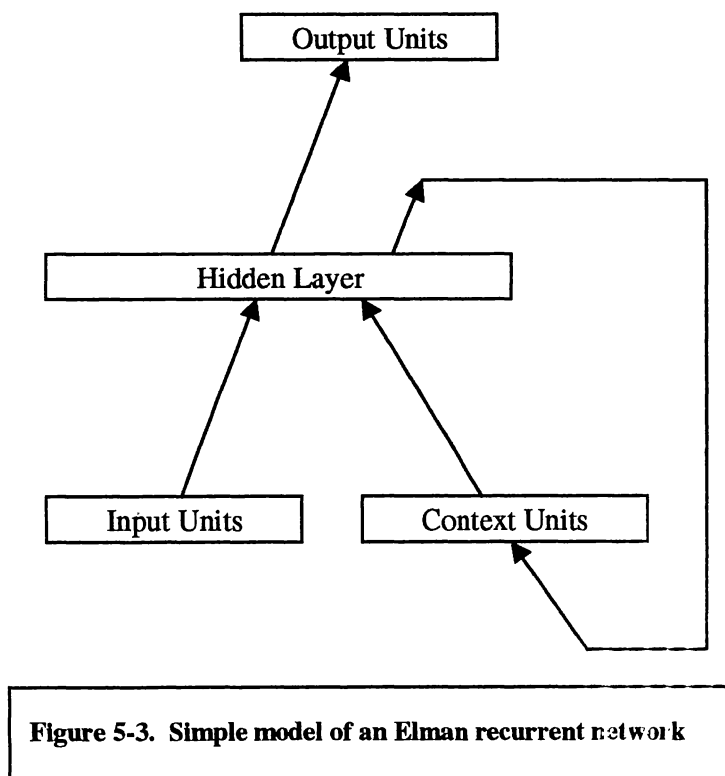 Output Units
Hidden Layer
Input Units
Context Units
Figure 5-3. Simple model of an Elman recurrent network